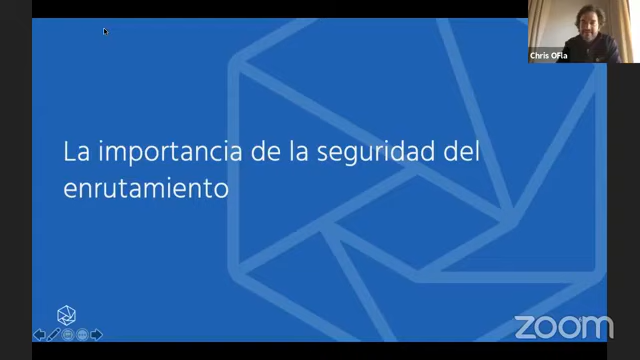 Chris OFla
La importancia de la seguridad del
enrutamiento
zoom